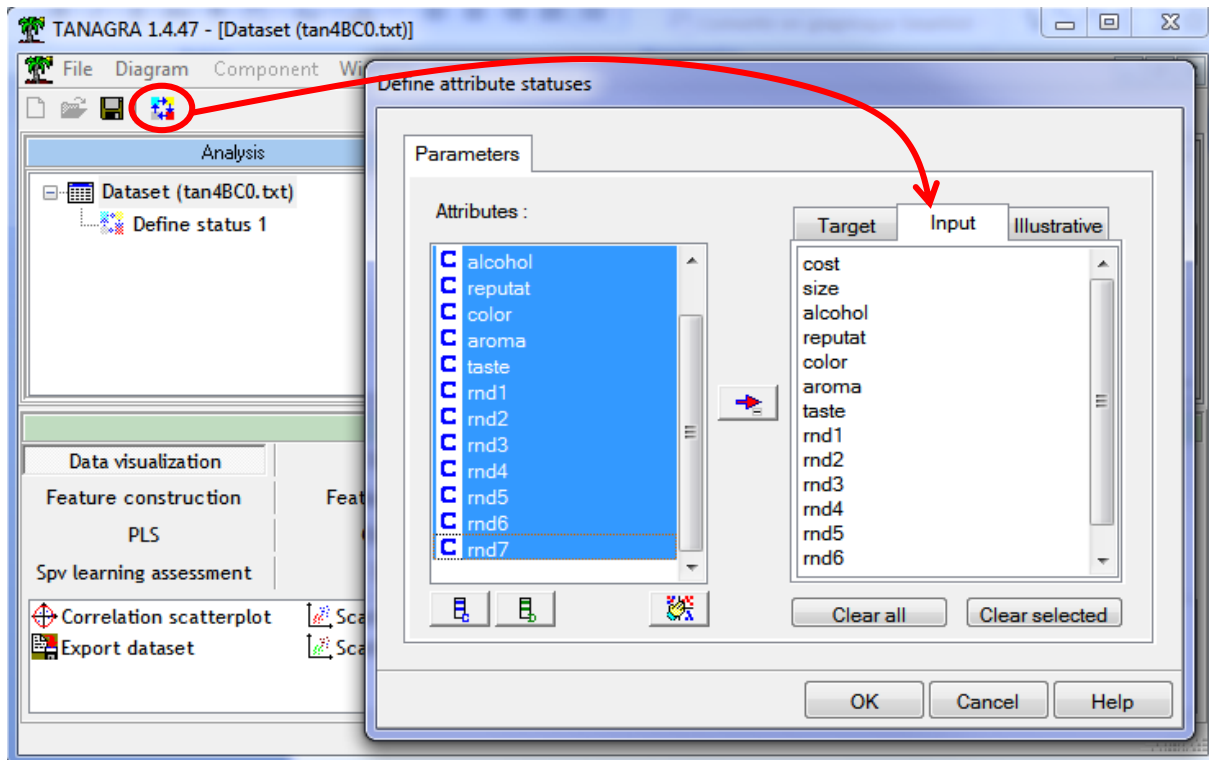 TANAGRA 1.4.47 - [Dataset (tan4BC0.txt)]
File Diagram Component
Define attribute statuses
Analysis
Dataset (tan4BC0.txt)
Define status 1
Parameters
Attributes :
Target Input Illustrative
C alcohol
C reputat
C color
C aroma
C taste
C rnd1
C rnd2
C rnd3
C rnd4
C rnd5
C rnd6
C rnd7
cost
size
alcohol
reputat
color
aroma
taste
rnd1
rnd2
rnd3
rnd4
rnd5
rnd6
Clear all Clear selected
OK Cancel Help
Data visualization
Feature construction Feat
PLS
Spv learning assessment
Correlation scatterplot Sca
Export dataset Sca